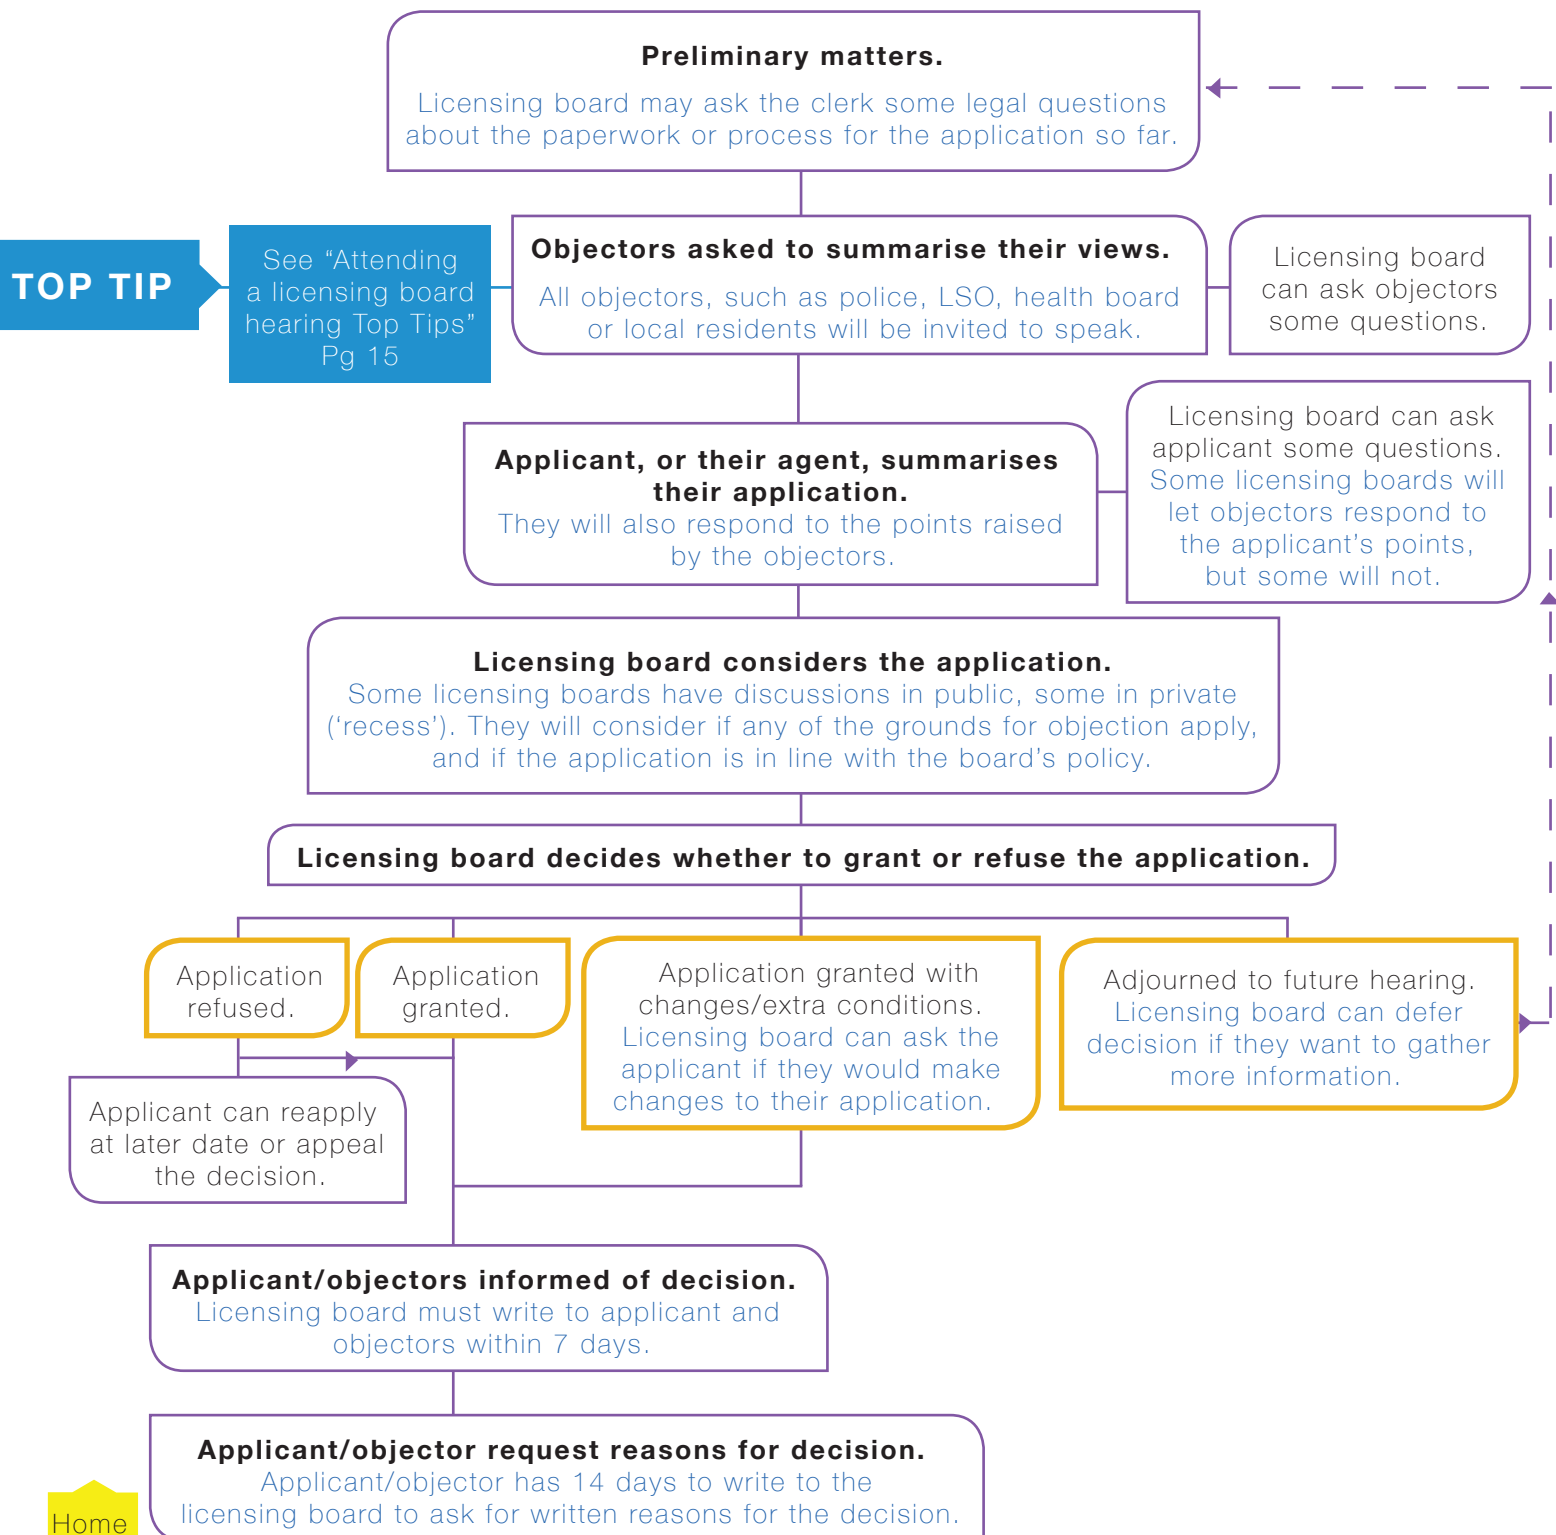 Preliminary matters.
Licensing board may ask the clerk some legal questions
about the paperwork or process for the application so far.
TOP TIP
See “Attending
a licensing board
hearing Top Tips”
Pg 15
Objectors asked to summarise their views.
All objectors, such as police, LSO, health board
or local residents will be invited to speak.
Licensing board
can ask objectors
some questions.
Applicant, or their agent, summarises
their application.
They will also respond to the points raised
by the objectors.
Licensing board can ask
applicant some questions.
Some licensing boards will
let objectors respond to
the applicant’s points,
but some will not.
Licensing board considers the application.
Some licensing boards have discussions in public, some in private
(‘recess’). They will consider if any of the grounds for objection apply,
and if the application is in line with the board’s policy.
Licensing board decides whether to grant or refuse the application.
Application
refused.
Application
granted.
Application granted with
changes/extra conditions.
Licensing board can ask the
applicant if they would make
changes to their application.
Adjourned to future hearing.
Licensing board can defer
decision if they want to gather
more information.
Applicant can reapply
at later date or appeal
the decision.
Applicant/objectors informed of decision.
Licensing board must write to applicant and
objectors within 7 days.
Applicant/objector request reasons for decision.
Applicant/objector has 14 days to write to the
licensing board to ask for written reasons for the decision.
Home